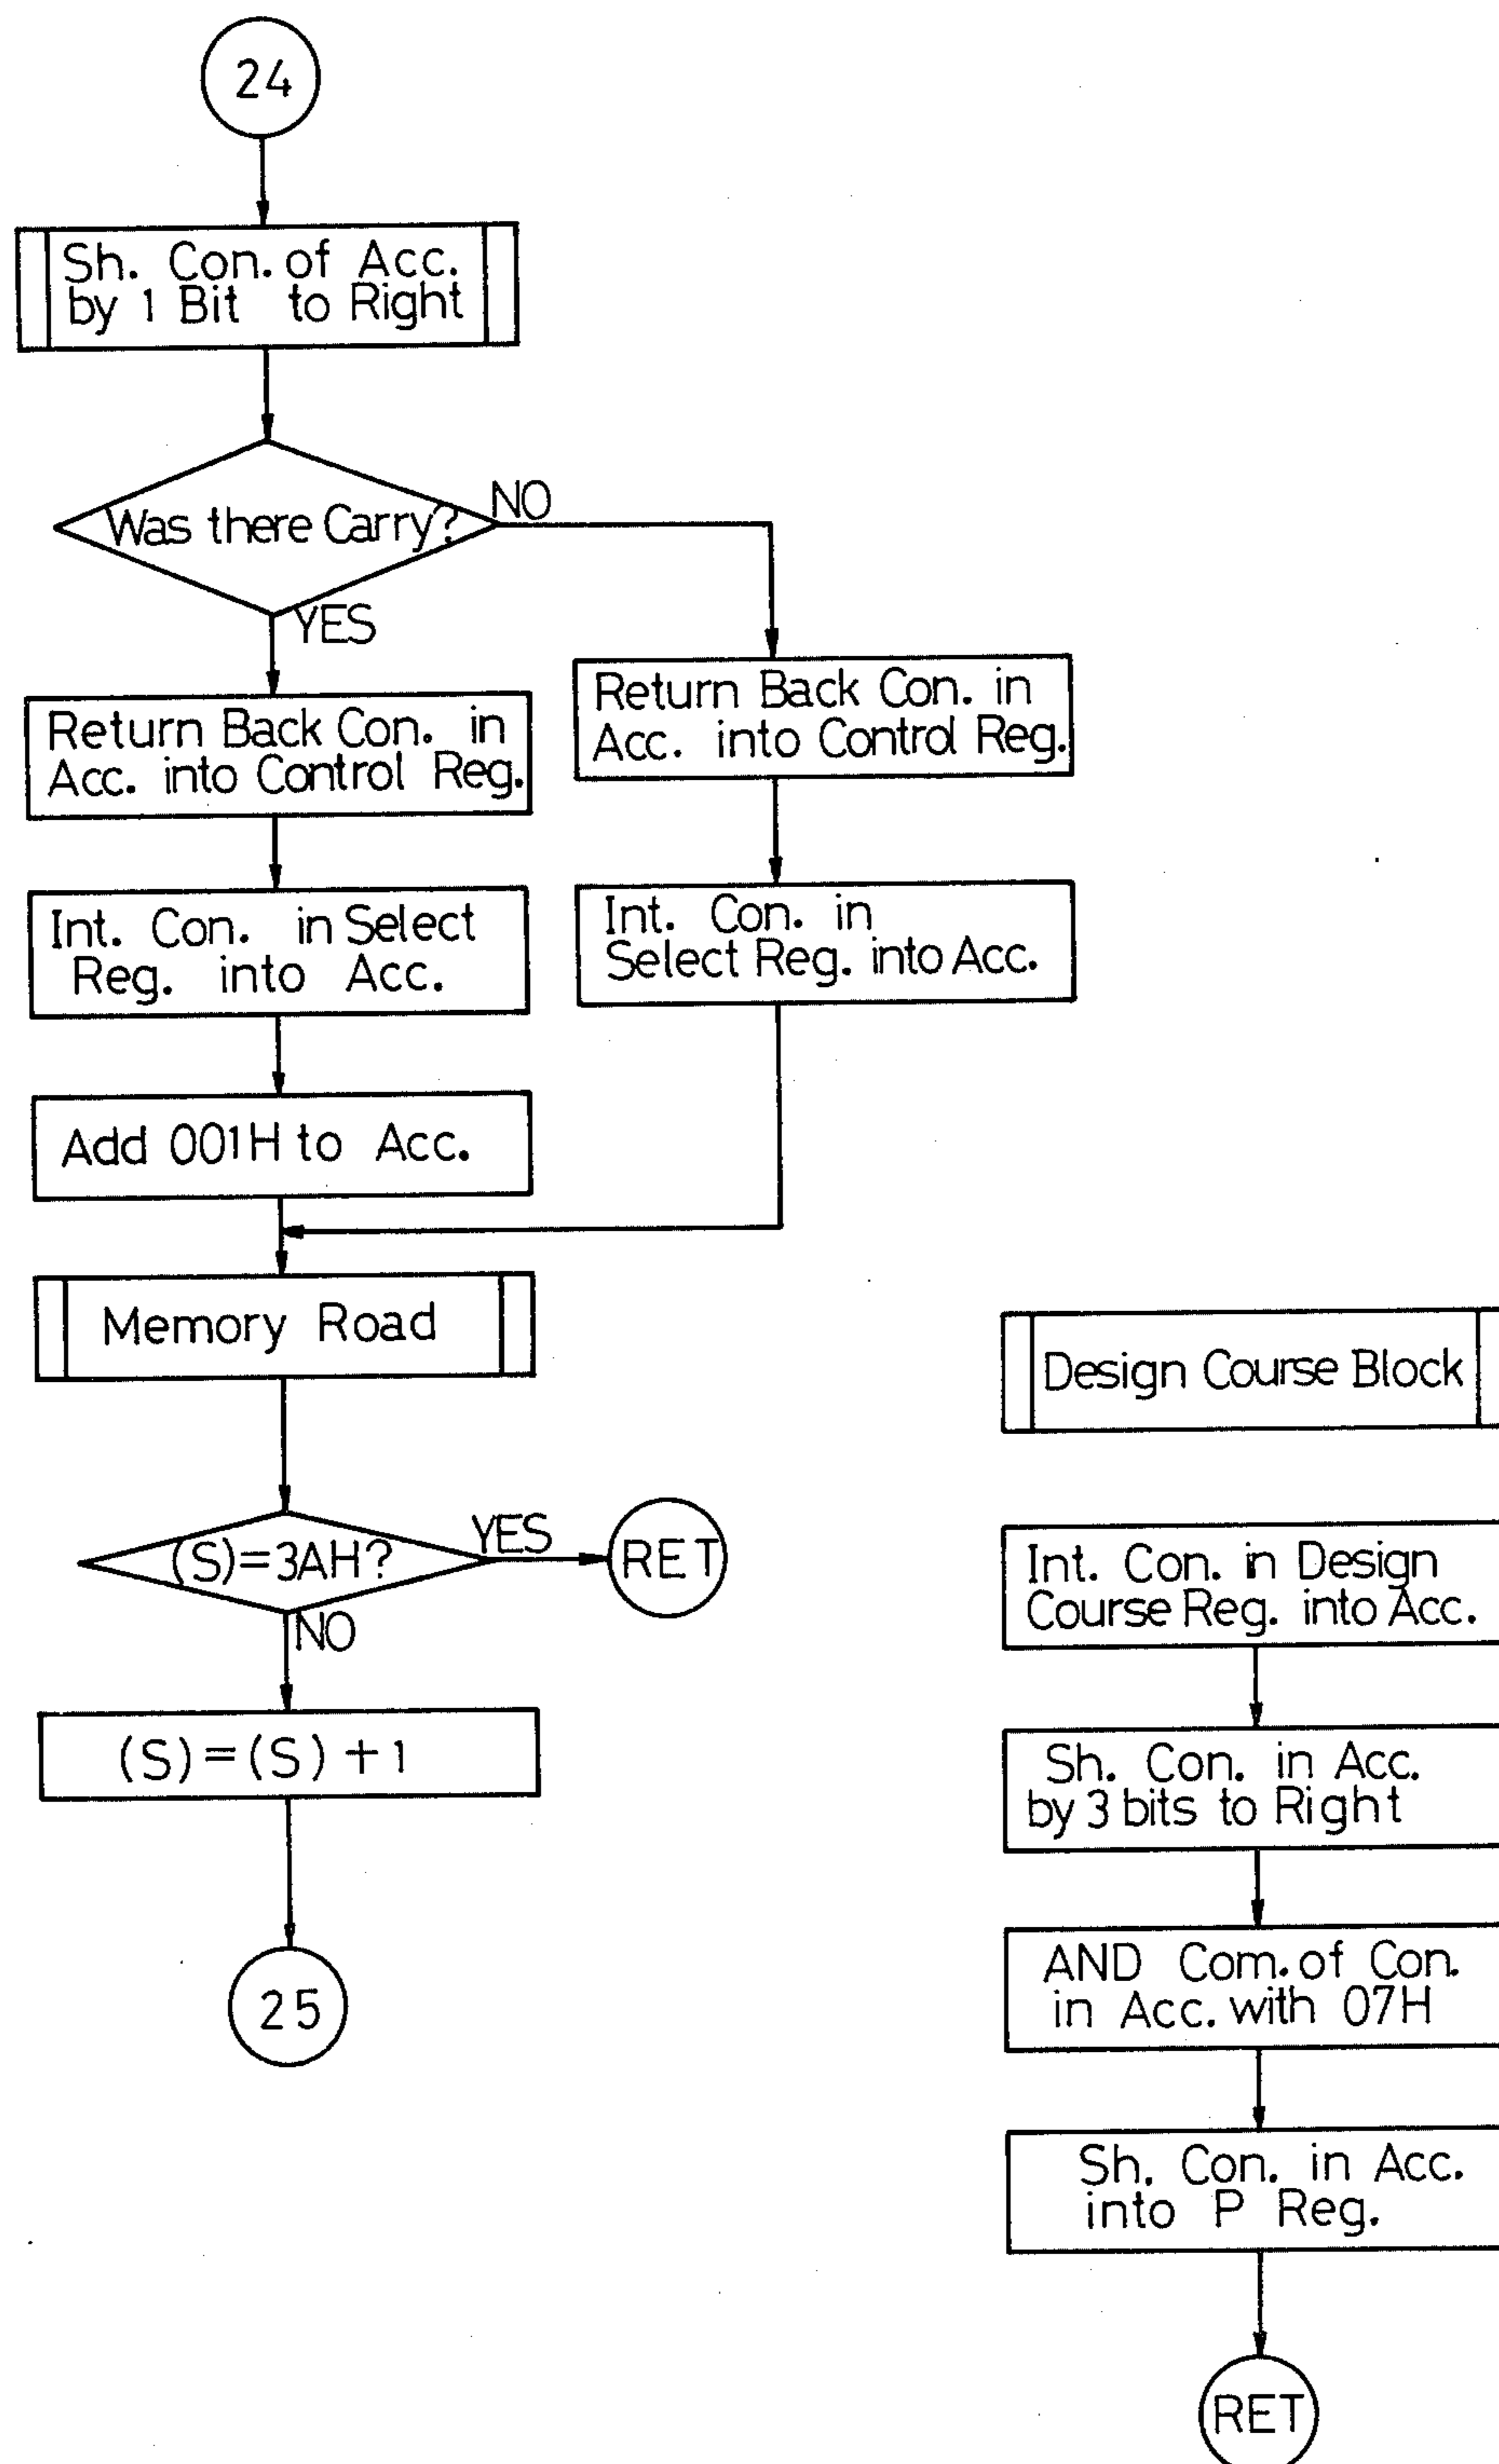 24
Sh. Con. of Acc.
by 1 Bit to Right
Was there Carry?
NO
YES
Return Back Con. in
Acc. into Control Reg.
Return Back Con. in
Acc. into Control Reg.
Int. Con. in Select
Reg. into Acc.
Int. Con. in
Select Reg. into Acc.
Add 001H to Acc.
Memory Road
(S)=3AH?
YES
RET
NO
(S)=(S)+1
25
Design Course Block
Int. Con. in Design
Course Reg. into Acc.
Sh. Con. in Acc.
by 3 bits to Right
AND Com. of Con.
in Acc. with 07H
Sh. Con. in Acc.
into P Reg.
RET